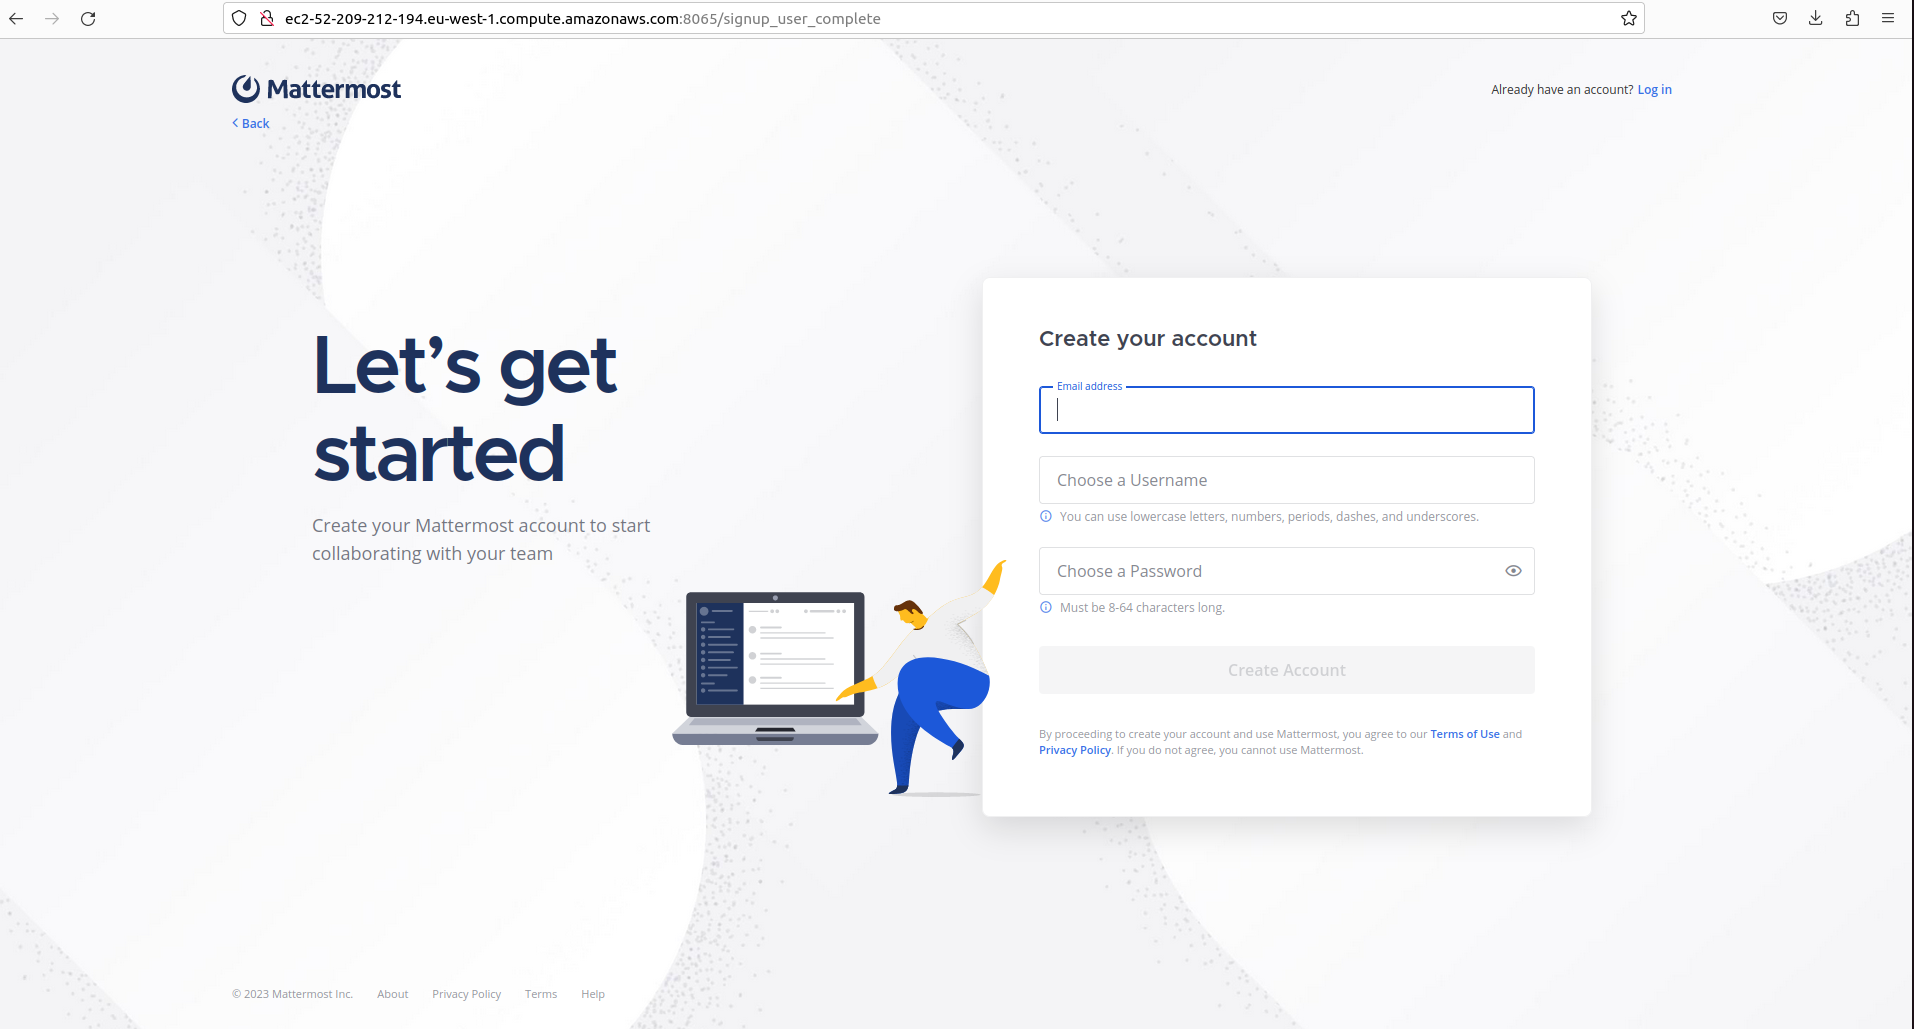 ec2-52-209-212-194.eu-west-1.compute.amazonaws.com:8065/signup_user_complete
Mattermost
Already have an account? Log in
Back
Let's get
started
Create your Mattermost account to start
collaborating with your team
Create your account
Email address
Choose a Username
You can use lowercase letters, numbers, periods, dashes, and underscores.
Choose a Password
Must be 8-64 characters long.
Create Account
By proceeding to create your account and use Mattermost, you agree to our Terms of Use and
Privacy Policy. If you do not agree, you cannot use Mattermost.
© 2023 Mattermost Inc. About Privacy Policy Terms Help